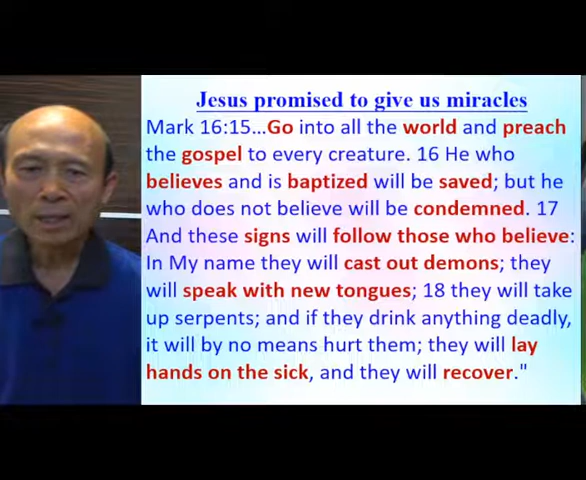 Jesus promised to give us miracles
Mark 16:15…Go into all the world and preach
the gospel to every creature. 16 He who
believes and is baptized will be saved; but he
who does not believe will be condemned. 17
And these signs will follow those who believe:
In My name they will cast out demons; they
will speak with new tongues; 18 they will take
up serpents; and if they drink anything deadly,
it will by no means hurt them; they will lay
hands on the sick, and they will recover."